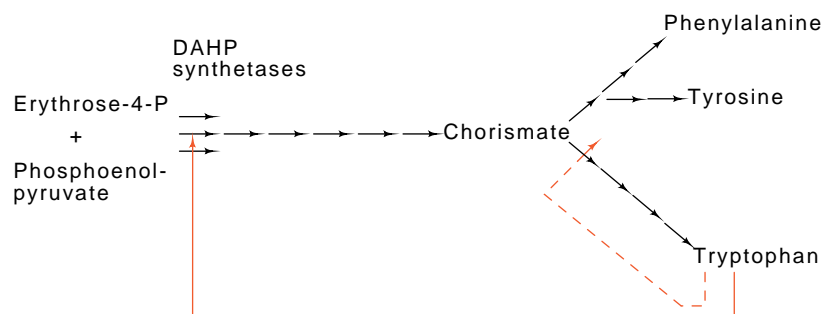 Phenylalanine
DAHP
synthetases
Erythrose-4-P
Tyrosine
+
Chorismate
Phosphoenol-
pyruvate
Tryptophan